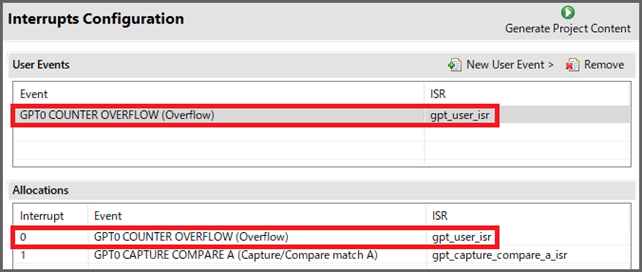 Interrupts Configuration
Generate Project Content
User Events New User Event > Remove
Event ISR
GPT0 COUNTER OVERFLOW (Overflow) gpt_user_isr
Allocations
Interrupt Event ISR
0 GPT0 COUNTER OVERFLOW (Overflow) gpt_user_isr
1 GPT0 CAPTURE COMPARE A (Capture/Compare match A) gpt_capture_compare_a_isr